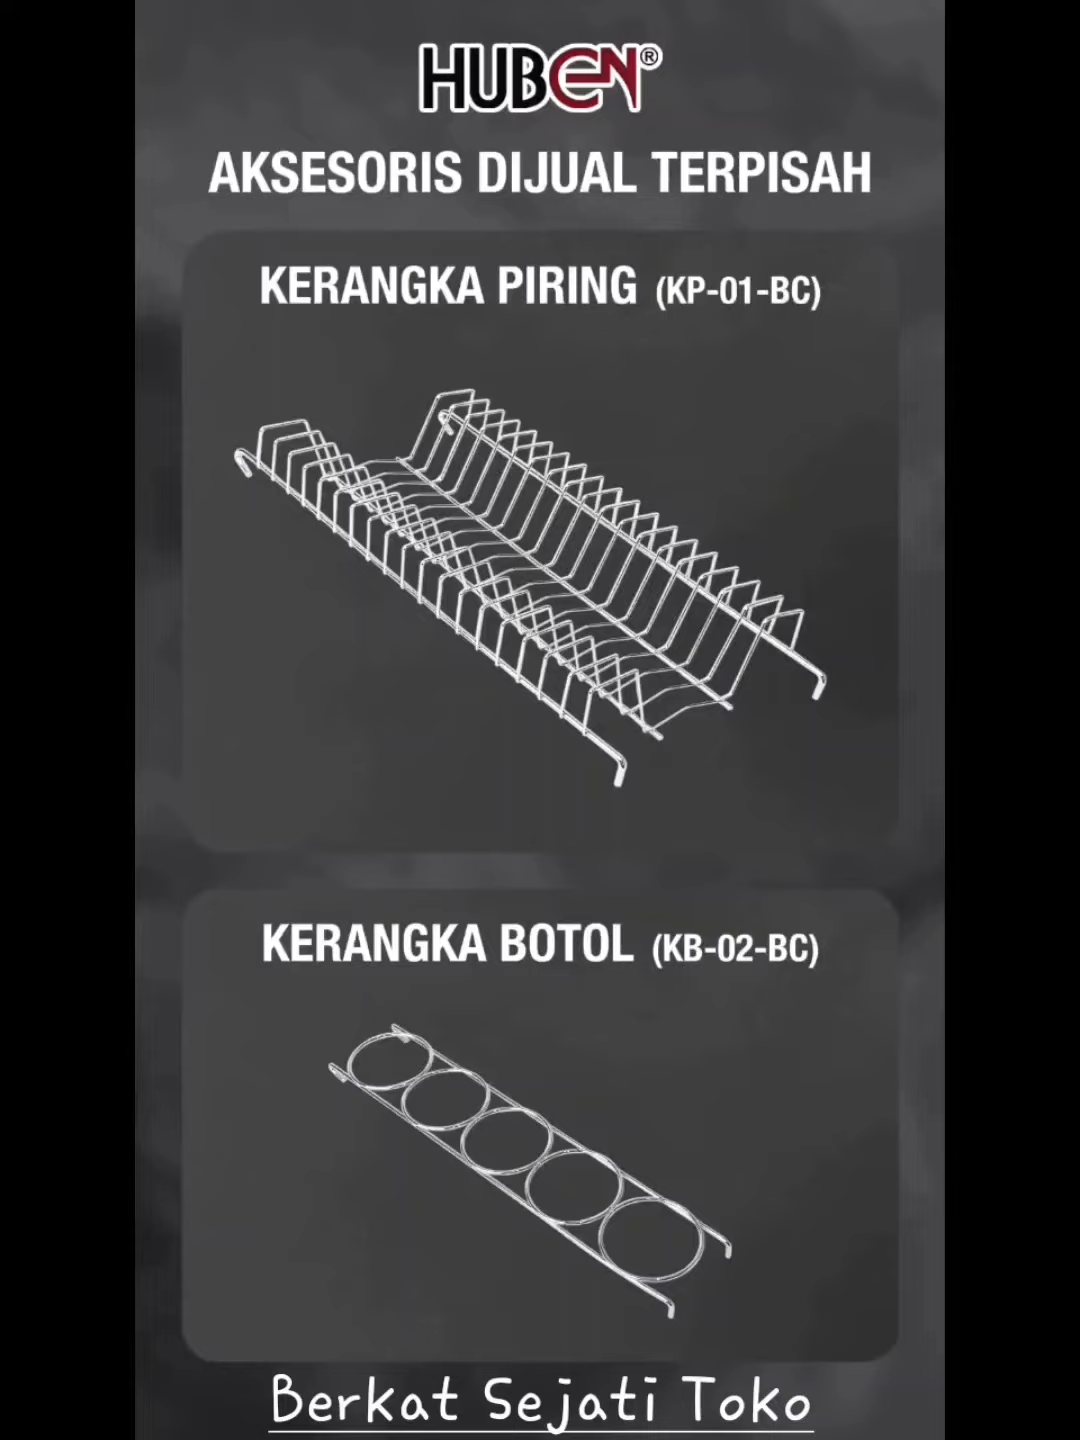 HUBEN®
AKSESORIS DIJUAL TERPISAH
KERANGKA PIRING (KP-01-BC)
KERANGKA BOTOL (KB-02-BC)
Berkat Sejati Toko